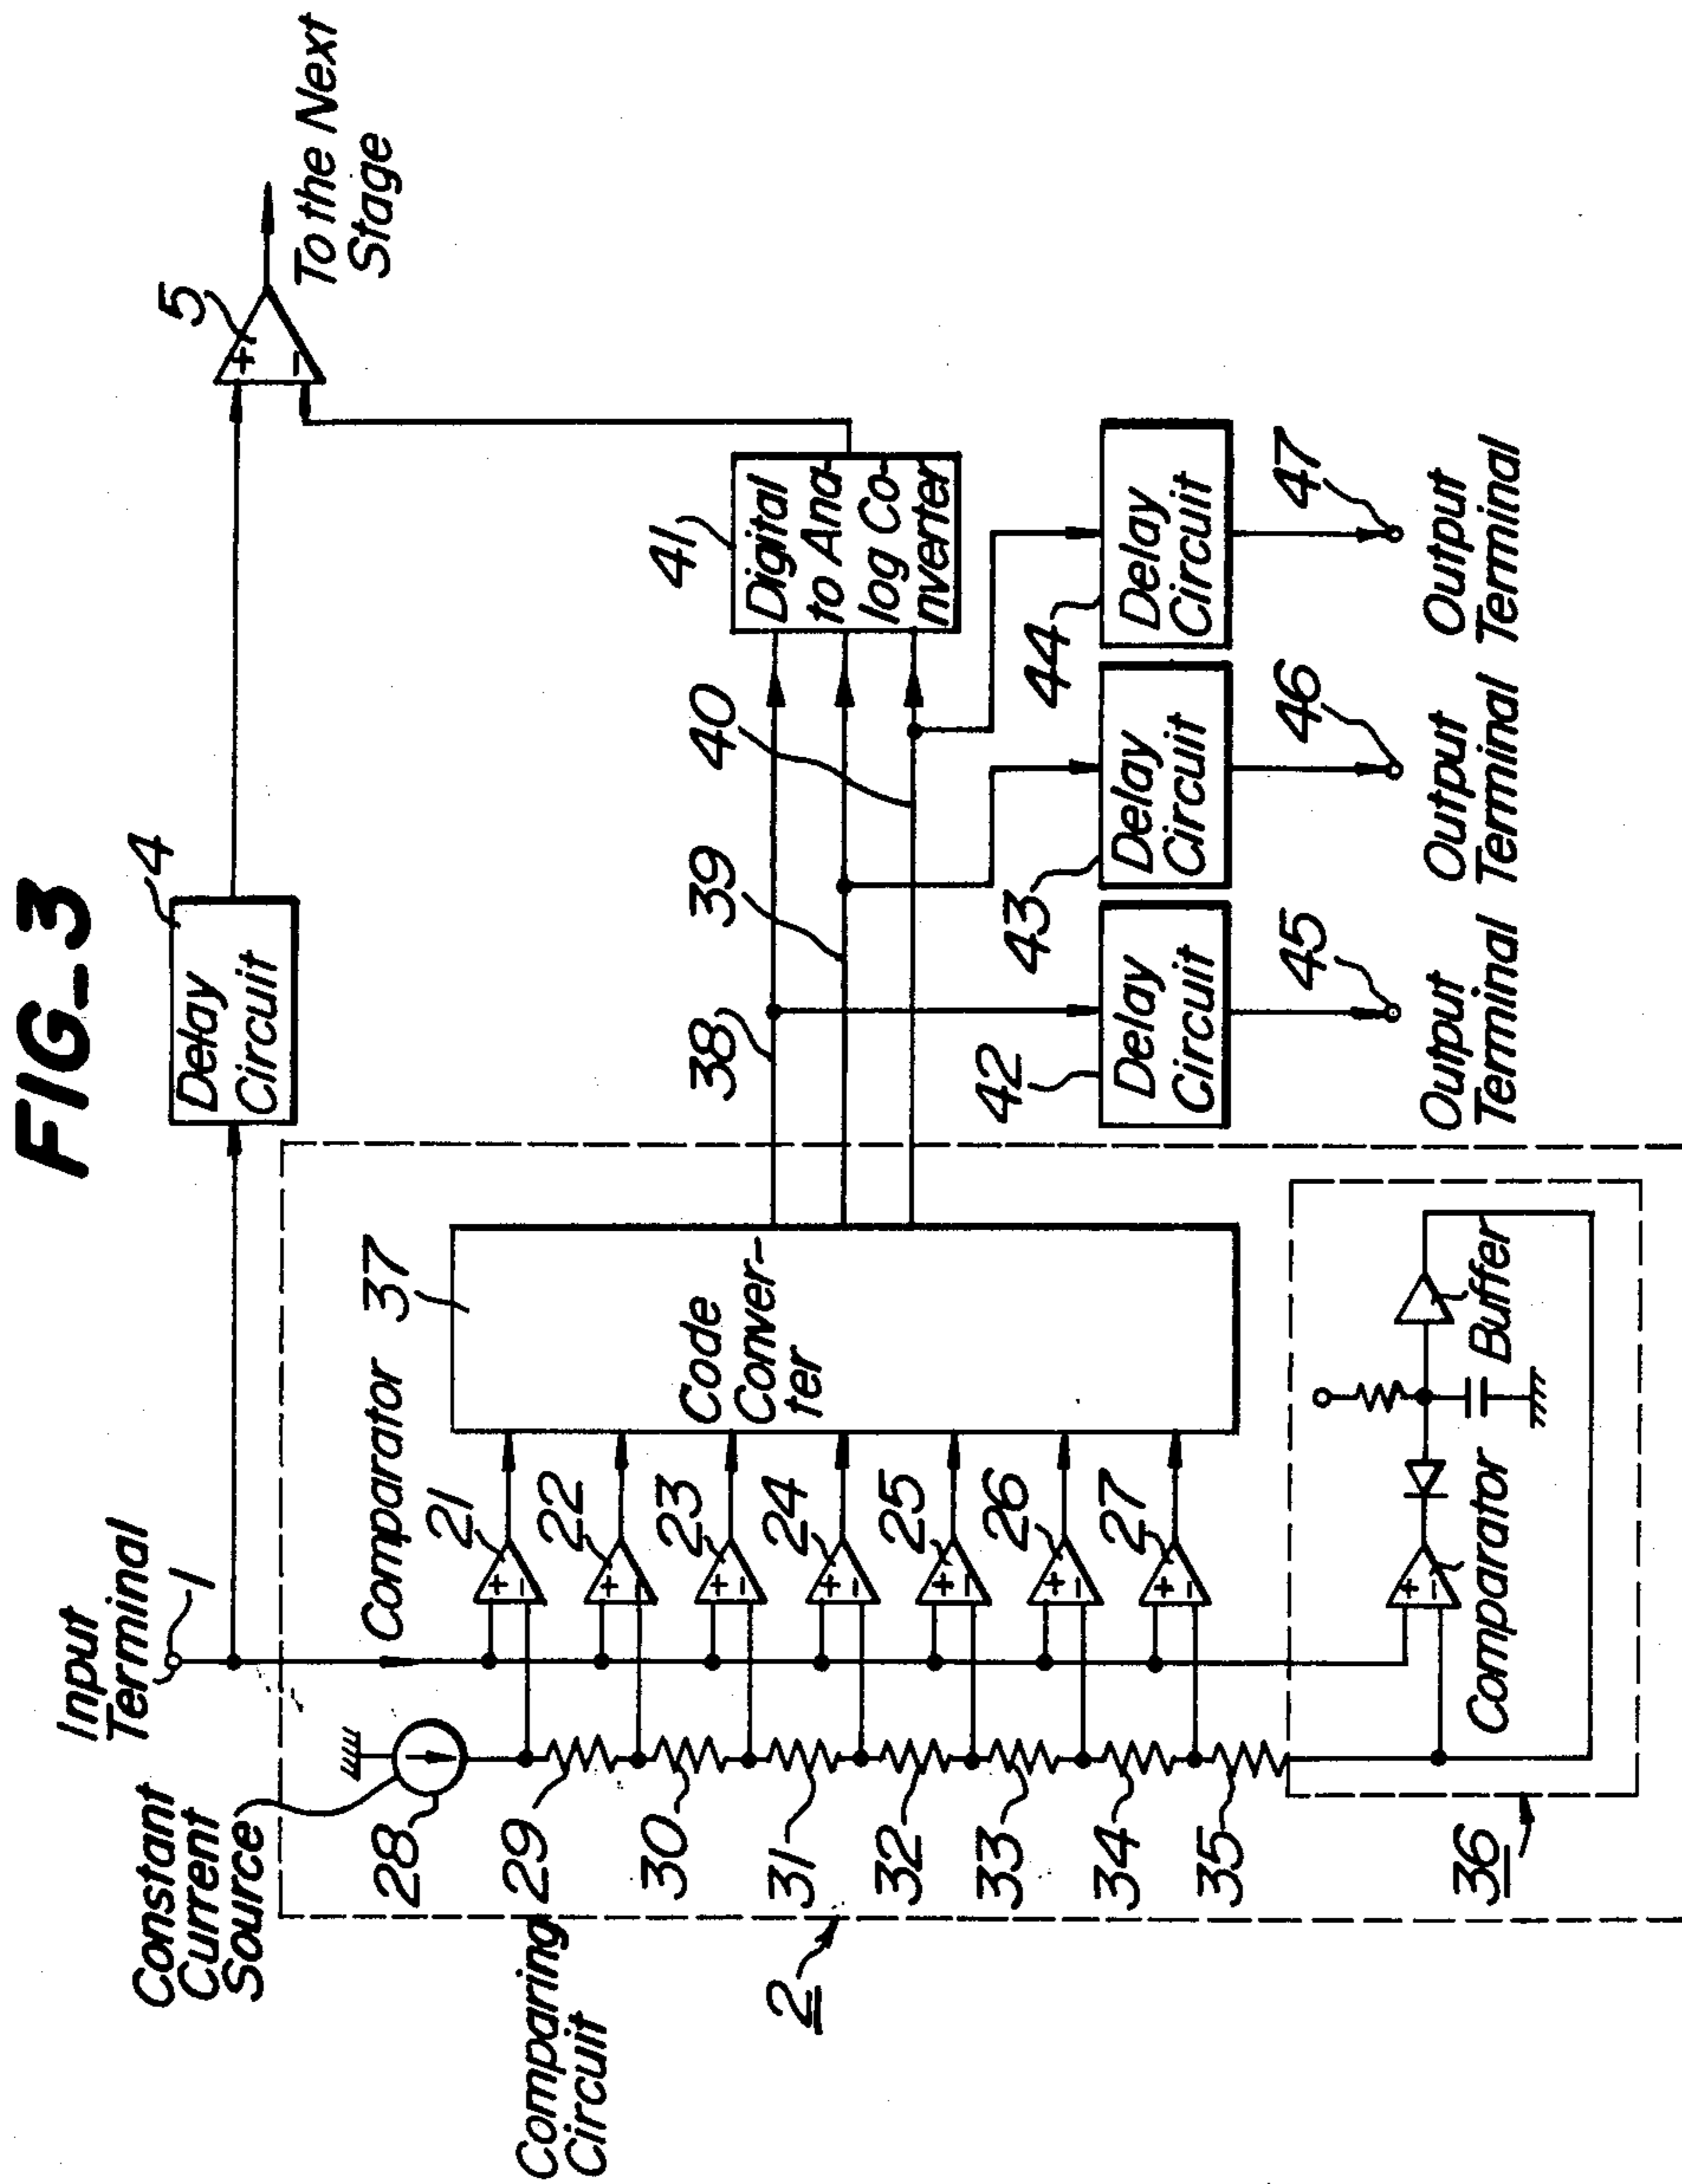 FIG_3
Input
Terminal
1
Constant
Current
Source
Delay
Circuit
4
5
+
−
To the Next
Stage
Comparing
Circuit
2
28
29
30
31
32
33
34
35
36
Comparator
37
21
22
23
24
25
26
27
+
−
+
−
+
−
+
−
+
−
+
−
+
−
Code
Conver-
ter
38
39
40
41
Digital
to Ana-
log Co-
nverter
42
Delay
Circuit
43
Delay
Circuit
44
Delay
Circuit
45
46
47
Output
Terminal
Output
Terminal
Output
Terminal
+
−
Comparator
Buffer